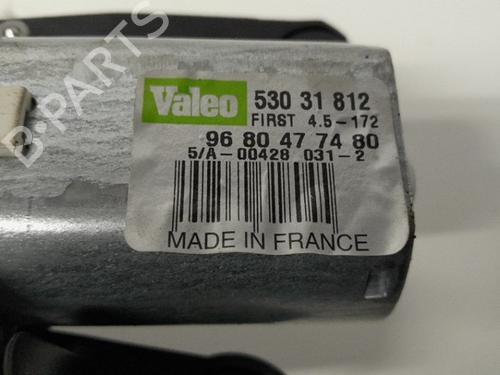 B-PARTS
Valeo 530 31 812
FIRST 4.5-172
96 80 47 74 80
5/A-00428 031-2
MADE IN FRANCE